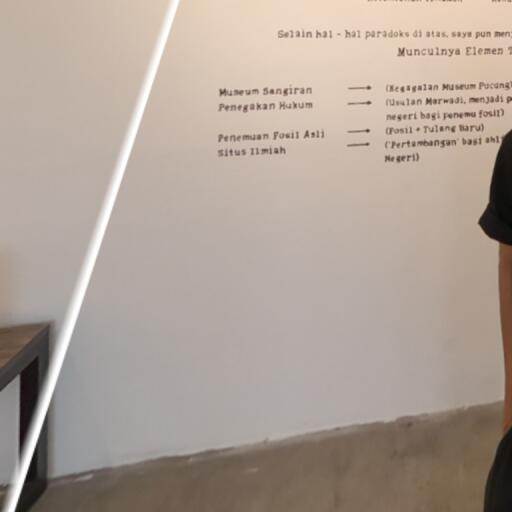 Selain hal - hal paradoks di atas, saya pun
Munculnya Elemen
Museum Sangiran → (Kegagalan Museum
Penegakan Hukum → (Usulan Marwadi, menjadi
negeri bagi penemu fosil)
Penemuan Fosil Asli → (Fosil + Tulang Baru)
Situs Ilmiah → ('Pertambangan' bagi
Negeri)